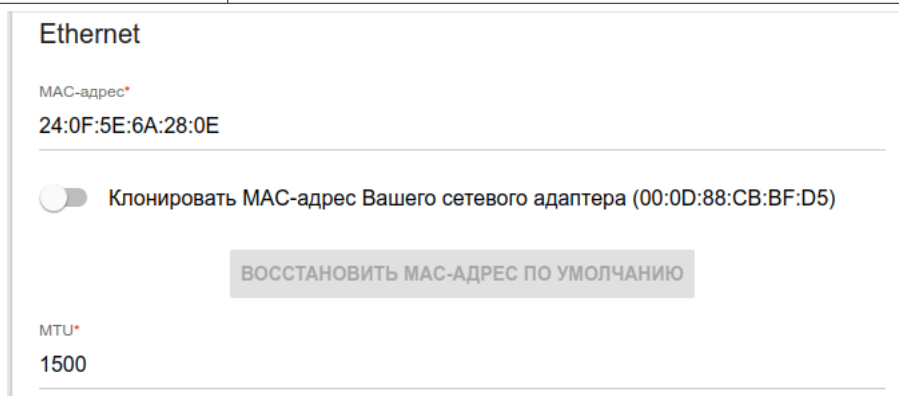 Ethernet
MAC-адрес*
24:0F:5E:6A:28:0E
Клонировать MAC-адрес Вашего сетевого адаптера (00:0D:88:CB:BF:D5)
ВОССТАНОВИТЬ MAC-АДРЕС ПО УМОЛЧАНИЮ
MTU*
1500